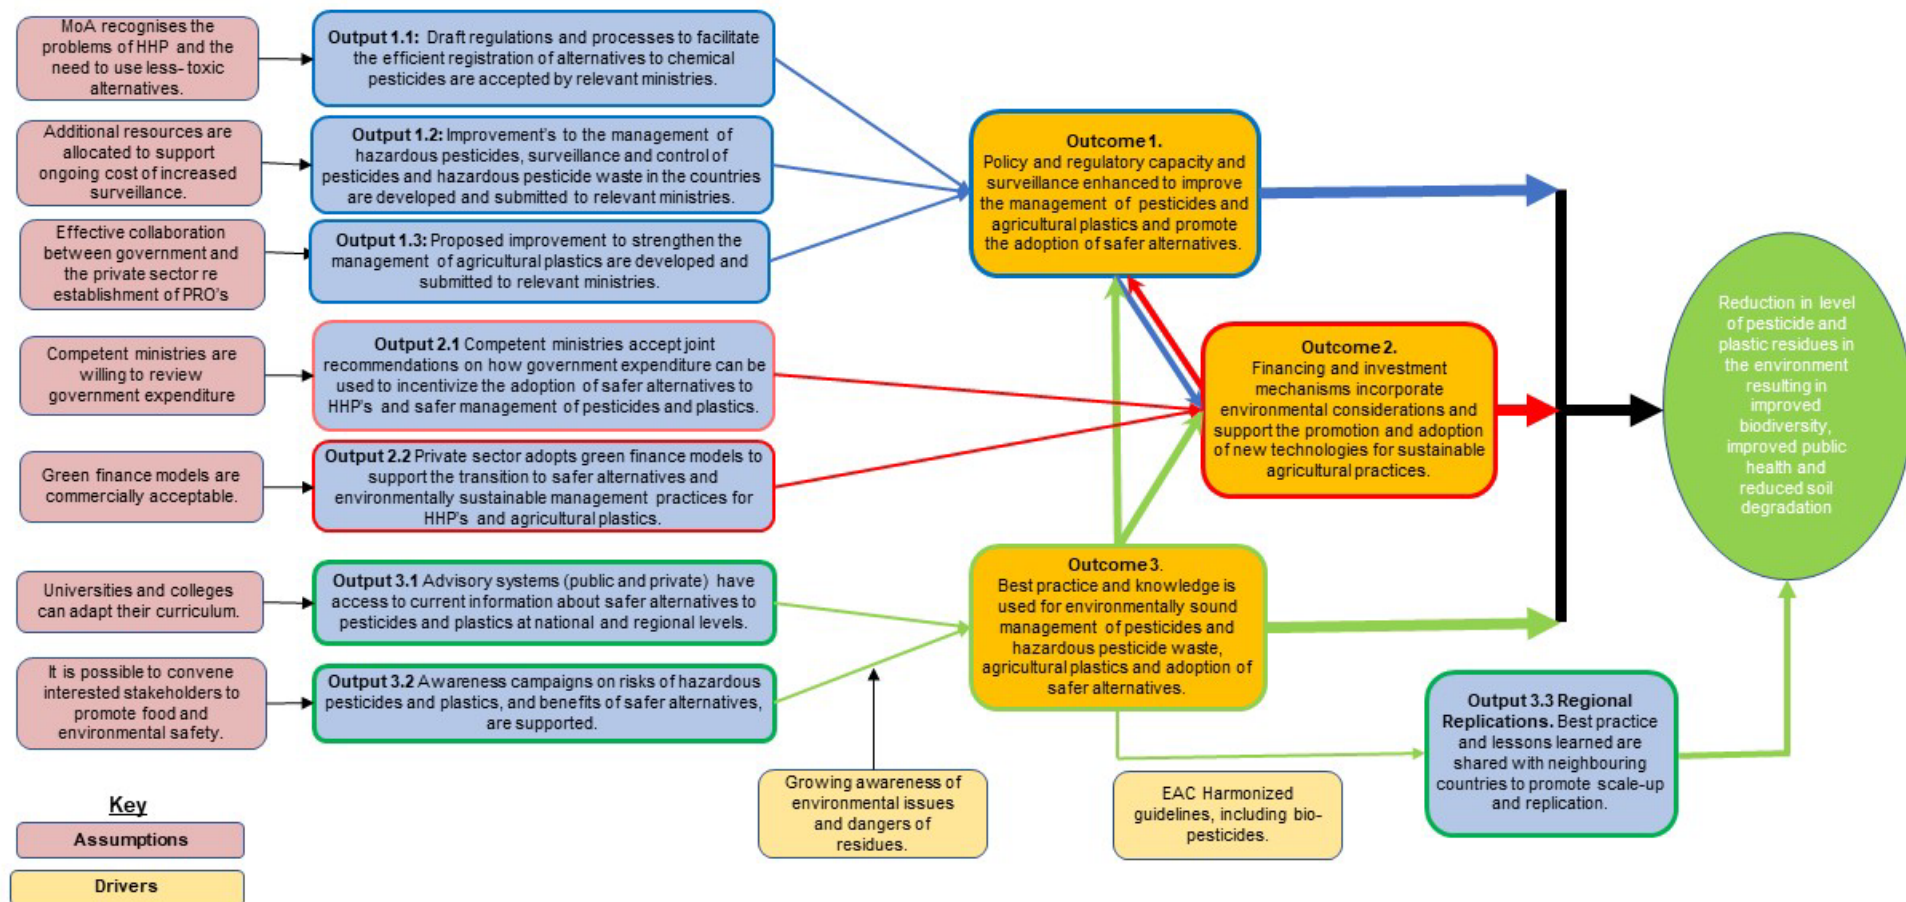 MoA recognises the
problems of HHP and the
need to use less- toxic
alternatives.
Additional resources are
allocated to support
ongoing cost of increased
surveillance.
Effective collaboration
between government and
the private sector re
establishment of PRO's
Competent ministries are
willing to review
government expenditure
Green finance models are
commercially acceptable.
Universities and colleges
can adapt their curriculum.
It is possible to convene
interested stakeholders to
promote food and
environmental safety.
Key
Assumptions
Drivers
Output 1.1: Draft regulations and processes to facilitate
the efficient registration of alternatives to chemical
pesticides are accepted by relevant ministries.
Output 1.2: Improvement's to the management of
hazardous pesticides, surveillance and control of
pesticides and hazardous pesticide waste in the countries
are developed and submitted to relevant ministries.
Output 1.3: Proposed improvement to strengthen the
management of agricultural plastics are developed and
submitted to relevant ministries.
Output 2.1 Competent ministries accept joint
recommendations on how government expenditure can be
used to incentivize the adoption of safer alternatives to
HHP's and safer management of pesticides and plastics.
Output 2.2 Private sector adopts green finance models to
support the transition to safer alternatives and
environmentally sustainable management practices for
HHP's and agricultural plastics.
Output 3.1 Advisory systems (public and private) have
access to current information about safer alternatives to
pesticides and plastics at national and regional levels.
Output 3.2 Awareness campaigns on risks of hazardous
pesticides and plastics, and benefits of safer alternatives,
are supported.
Growing awareness of
environmental issues
and dangers of
residues.
Outcome 1.
Policy and regulatory capacity and
surveillance enhanced to improve
the management of pesticides and
agricultural plastics and promote
the adoption of safer alternatives.
Outcome 2.
Financing and investment
mechanisms incorporate
environmental considerations and
support the promotion and adoption
of new technologies for sustainable
agricultural practices.
Outcome 3.
Best practice and knowledge is
used for environmentally sound
management of pesticides and
hazardous pesticide waste,
agricultural plastics and adoption of
safer alternatives.
EAC Harmonized
guidelines, including bio-
pesticides.
Output 3.3 Regional
Replications. Best practice
and lessons learned are
shared with neighbouring
countries to promote scale-up
and replication.
Reduction in level
of pesticide and
plastic residues in
the environment
resulting in
improved
biodiversity,
improved public
health and
reduced soil
degradation